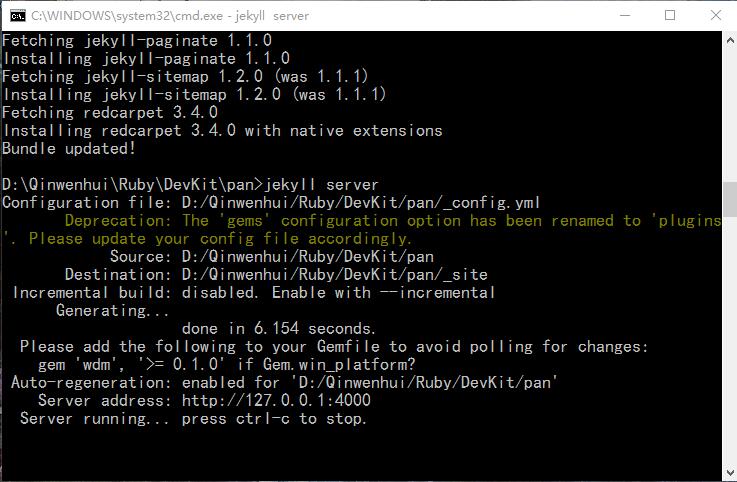 C:\WINDOWS\system32\cmd.exe - jekyll  server
Fetching jekyll-paginate 1.1.0
Installing jekyll-paginate 1.1.0
Fetching jekyll-sitemap 1.2.0 (was 1.1.1)
Installing jekyll-sitemap 1.2.0 (was 1.1.1)
Fetching redcarpet 3.4.0
Installing redcarpet 3.4.0 with native extensions
Bundle updated!
D:\Qinwenhui\Ruby\DevKit\pan>jekyll server
Configuration file: D:/Qinwenhui/Ruby/DevKit/pan/_config.yml
Deprecation: The 'gems' configuration option has been renamed to 'plugins
'. Please update your config file accordingly.
Source: D:/Qinwenhui/Ruby/DevKit/pan
Destination: D:/Qinwenhui/Ruby/DevKit/pan/_site
Incremental build: disabled. Enable with --incremental
Generating...
done in 6.154 seconds.
Please add the following to your Gemfile to avoid polling for changes:
gem 'wdm', '>= 0.1.0' if Gem.win_platform?
Auto-regeneration: enabled for 'D:/Qinwenhui/Ruby/DevKit/pan'
Server address: http://127.0.0.1:4000
Server running... press ctrl-c to stop.